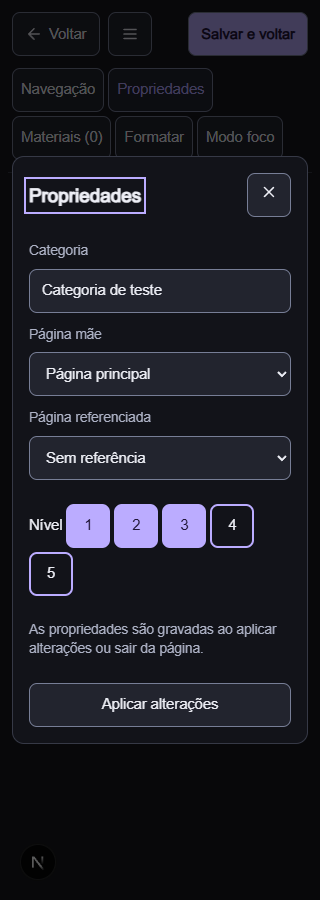 Voltar
Salvar e voltar
Navegação
Propriedades
Materiais (0)
Formatar
Modo foco
Propriedades
Categoria
Categoria de teste
Página mãe
Página principal
Página referenciada
Sem referência
Nível 1 2 3 4
5
As propriedades são gravadas ao aplicar
alterações ou sair da página.
Aplicar alterações
N